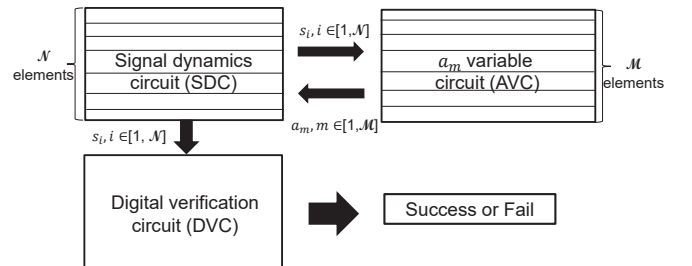 𝒩
elements
Signal dynamics
circuit (SDC)
s_i, i ∈[1,𝒩]
a_m, m ∈[1,ℳ]
a_m variable
circuit (AVC)
ℳ
elements
s_i, i ∈[1, 𝒩]
Digital verification
circuit (DVC)
Success or Fail